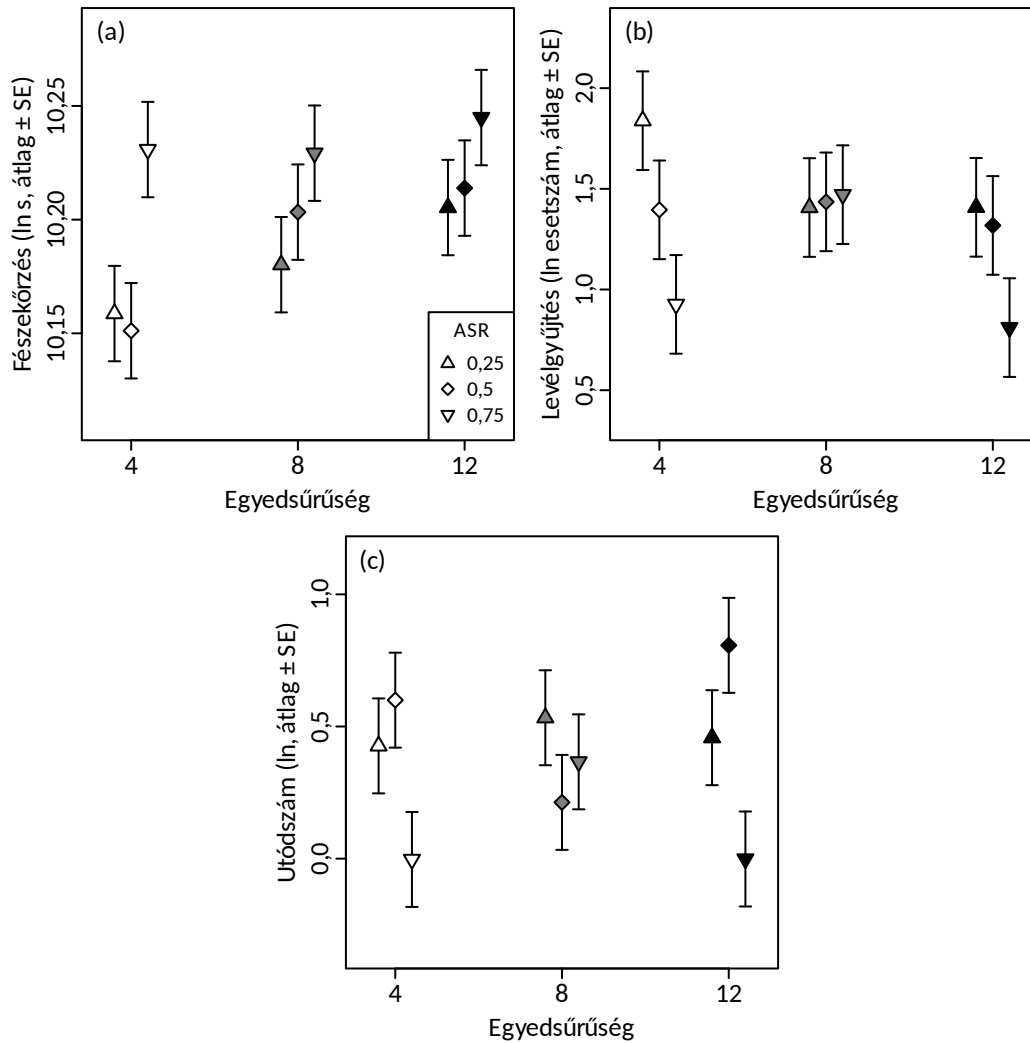 (a)
Fészekőrzés (ln s, átlag ± SE)
10,25
10,20
10,15
ASR
0,25
0,5
0,75
4 8 12
Egyedsűrűség
(b)
Levélgyűjtés (ln esetszám, átlag ± SE)
2,0
1,5
1,0
0,5
4 8 12
Egyedsűrűség
(c)
Utódszám (ln, átlag ± SE)
1,0
0,5
0,0
4 8 12
Egyedsűrűség